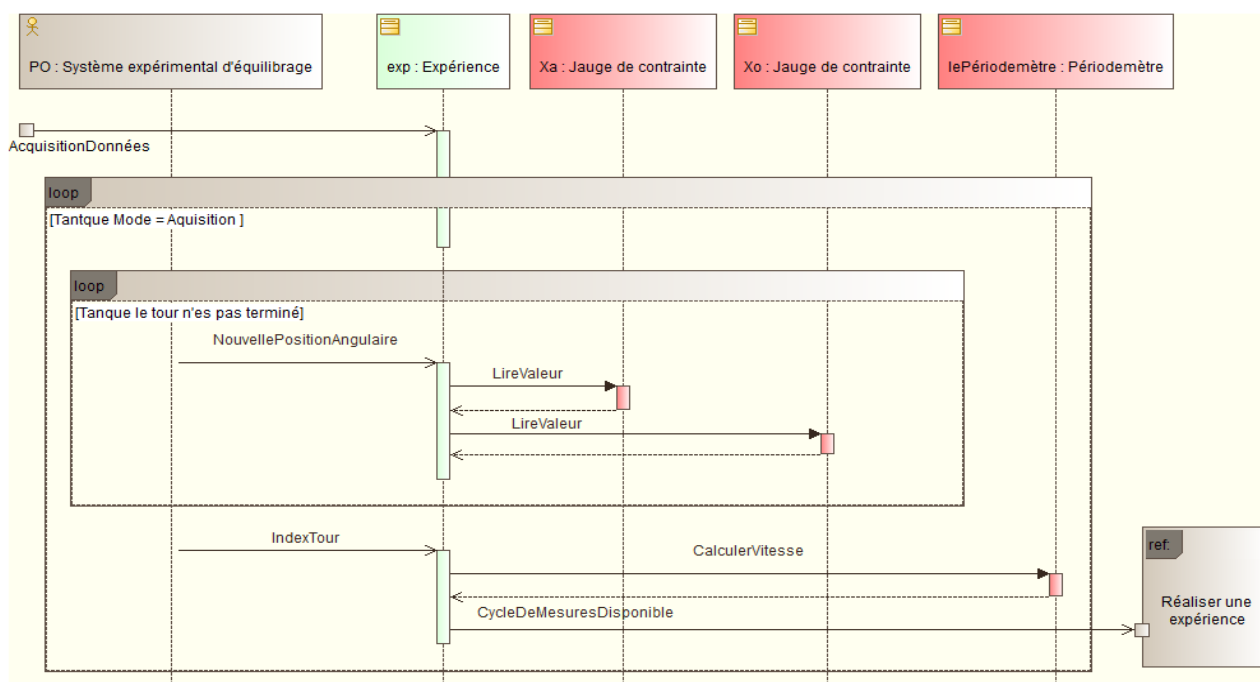 PO : Système expérimental d'équilibrage
exp : Expérience
Xa : Jauge de contrainte
Xo : Jauge de contrainte
lePériodemètre : Périodemètre
AcquisitionDonnées
loop
[Tantque Mode = Aquisition ]
loop
[Tanque le tour n'es pas terminé]
NouvellePositionAngulaire
LireValeur
LireValeur
IndexTour
CalculerVitesse
CycleDeMesuresDisponible
ref:
Réaliser une
expérience